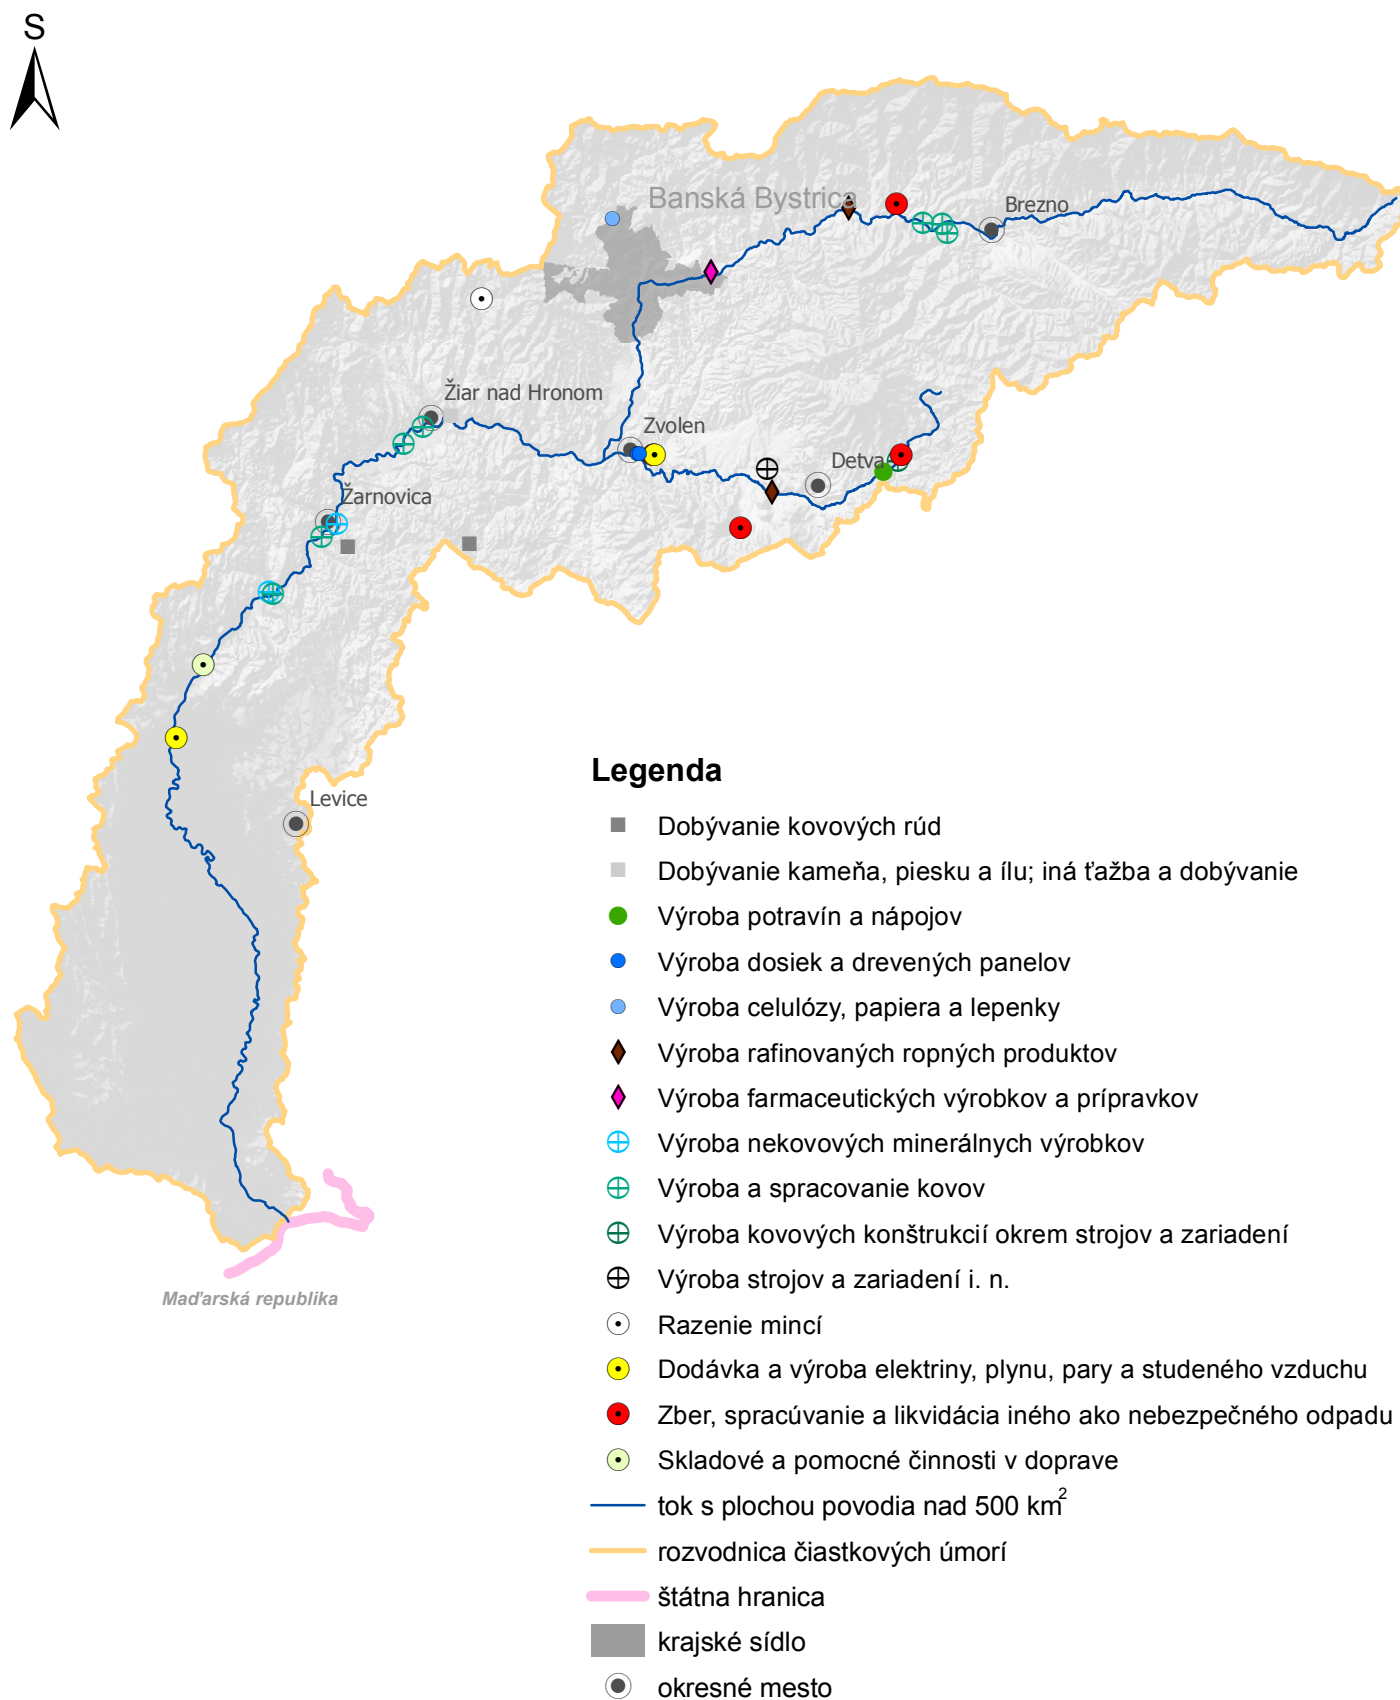 S
Banská Bystrica
Brezno
Žiar nad Hronom
Zvolen
Detva
Žarnovica
Levice
Maďarská republika
Legenda
Dobývanie kovových rúd
Dobývanie kameňa, piesku a ílu; iná ťažba a dobývanie
Výroba potravín a nápojov
Výroba dosiek a drevených panelov
Výroba celulózy, papiera a lepenky
Výroba rafinovaných ropných produktov
Výroba farmaceutických výrobkov a prípravkov
Výroba nekovových minerálnych výrobkov
Výroba a spracovanie kovov
Výroba kovových konštrukcií okrem strojov a zariadení
Výroba strojov a zariadení i. n.
Razenie mincí
Dodávka a výroba elektriny, plynu, pary a studeného vzduchu
Zber, spracúvanie a likvidácia iného ako nebezpečného odpadu
Skladové a pomocné činnosti v doprave
tok s plochou povodia nad 500 km²
rozvodnica čiastkových úmorí
štátna hranica
krajské sídlo
okresné mesto